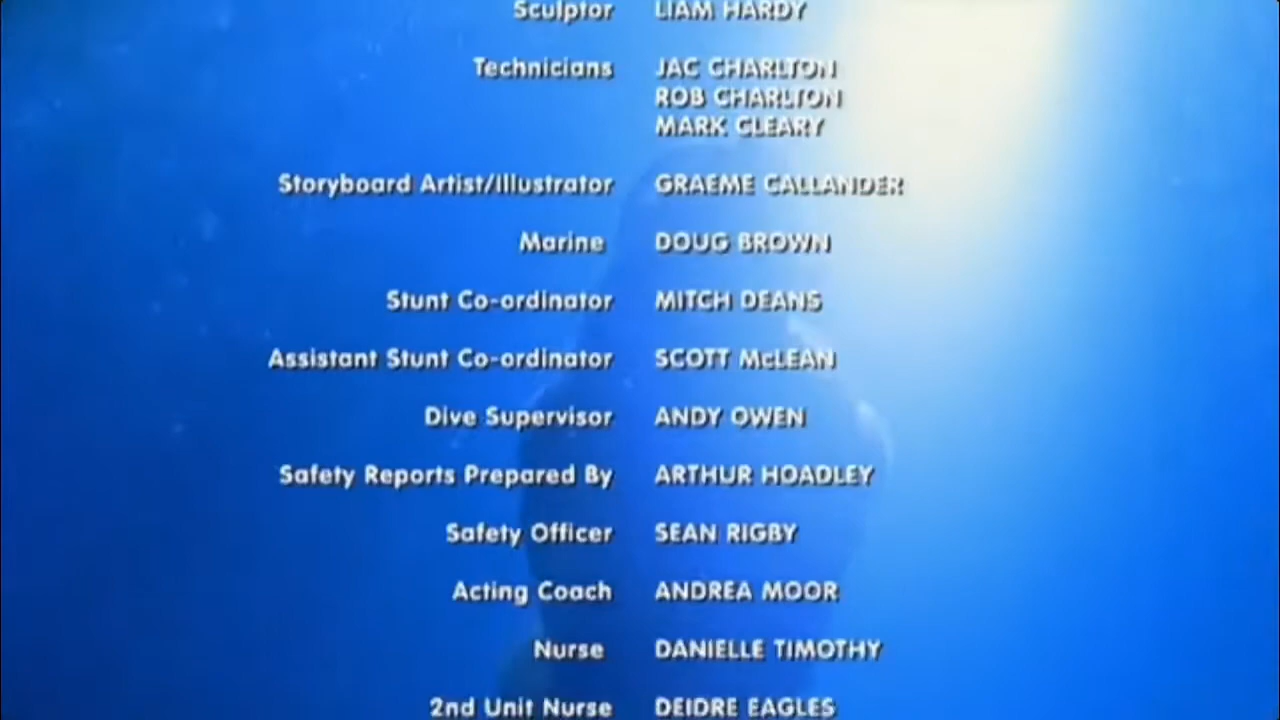 Sculptor LIAM HARDY
Technicians JAC CHARLTON
ROB CHARLTON
MARK CLEARY
Storyboard Artist/Illustrator GRAEME CALLANDER
Marine DOUG BROWN
Stunt Co-ordinator MITCH DEANS
Assistant Stunt Co-ordinator SCOTT McLEAN
Dive Supervisor ANDY OWEN
Safety Reports Prepared By ARTHUR HOADLEY
Safety Officer SEAN RIGBY
Acting Coach ANDREA MOOR
Nurse DANIELLE TIMOTHY
2nd Unit Nurse DEIDRE EAGLES